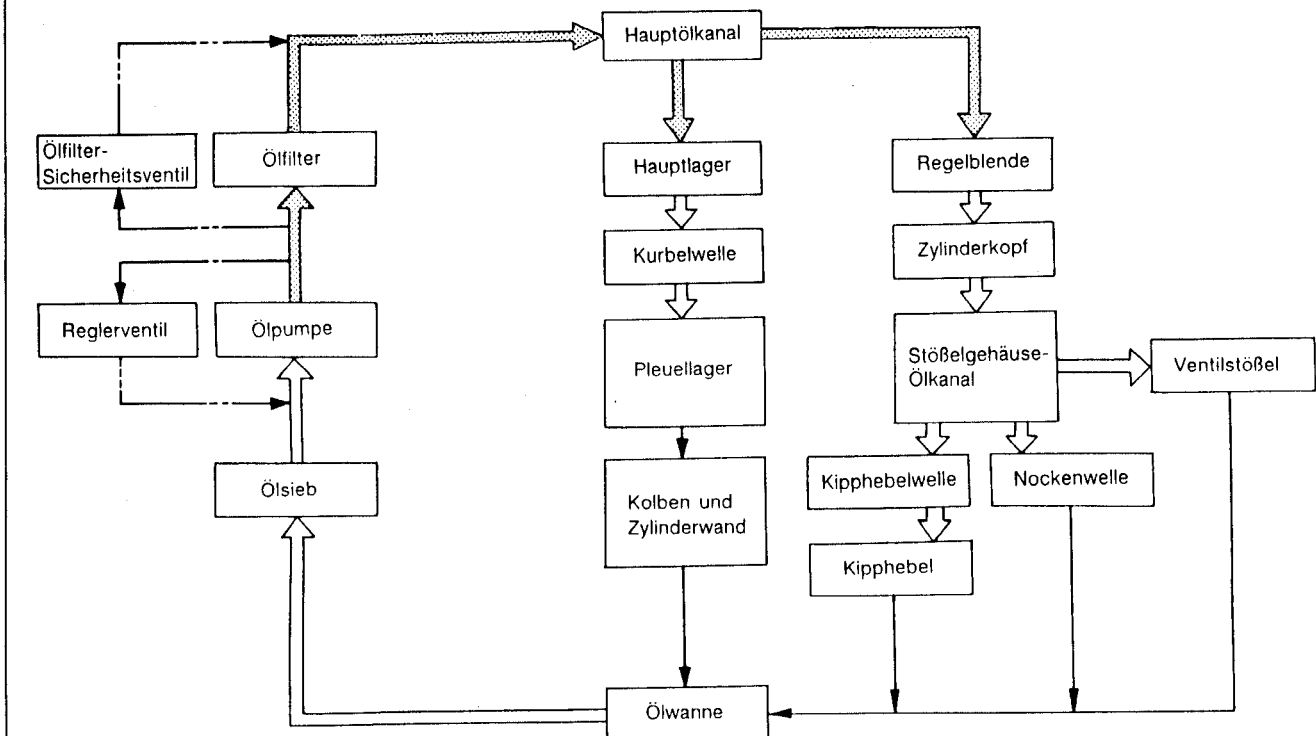 Hauptölkanal
Ölfilter-
Sicherheitsventil
Ölfilter
Hauptlager
Regelblende
Kurbelwelle
Zylinderkopf
Reglerventil
Ölpumpe
Pleuellager
Stößelgehäuse-
Ölkanal
Ventilstößel
Ölsieb
Kolben und
Zylinderwand
Kipphebelwelle
Nockenwelle
Kipphebel
Ölwanne